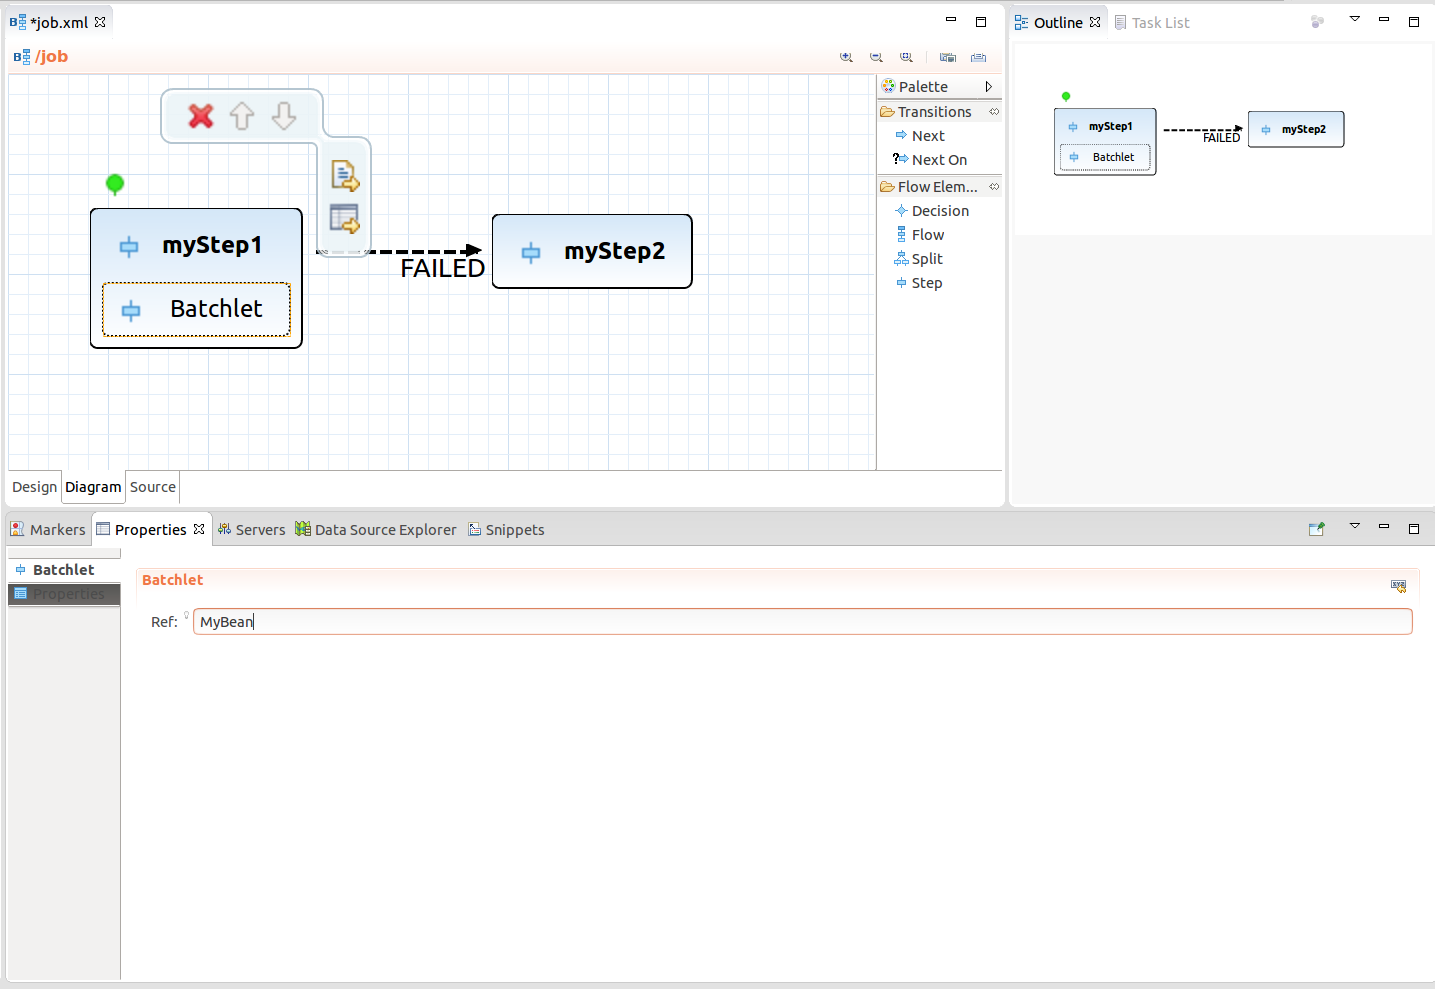 *job.xml
Outline
Task List
/job
Palette
Transitions
Next
Next On
Flow Elem...
Decision
Flow
Split
Step
myStep1
Batchlet
FAILED
myStep2
myStep1
Batchlet
FAILED
myStep2
Design
Diagram
Source
Markers
Properties
Servers
Data Source Explorer
Snippets
Batchlet
Properties
Batchlet
Ref:
MyBean